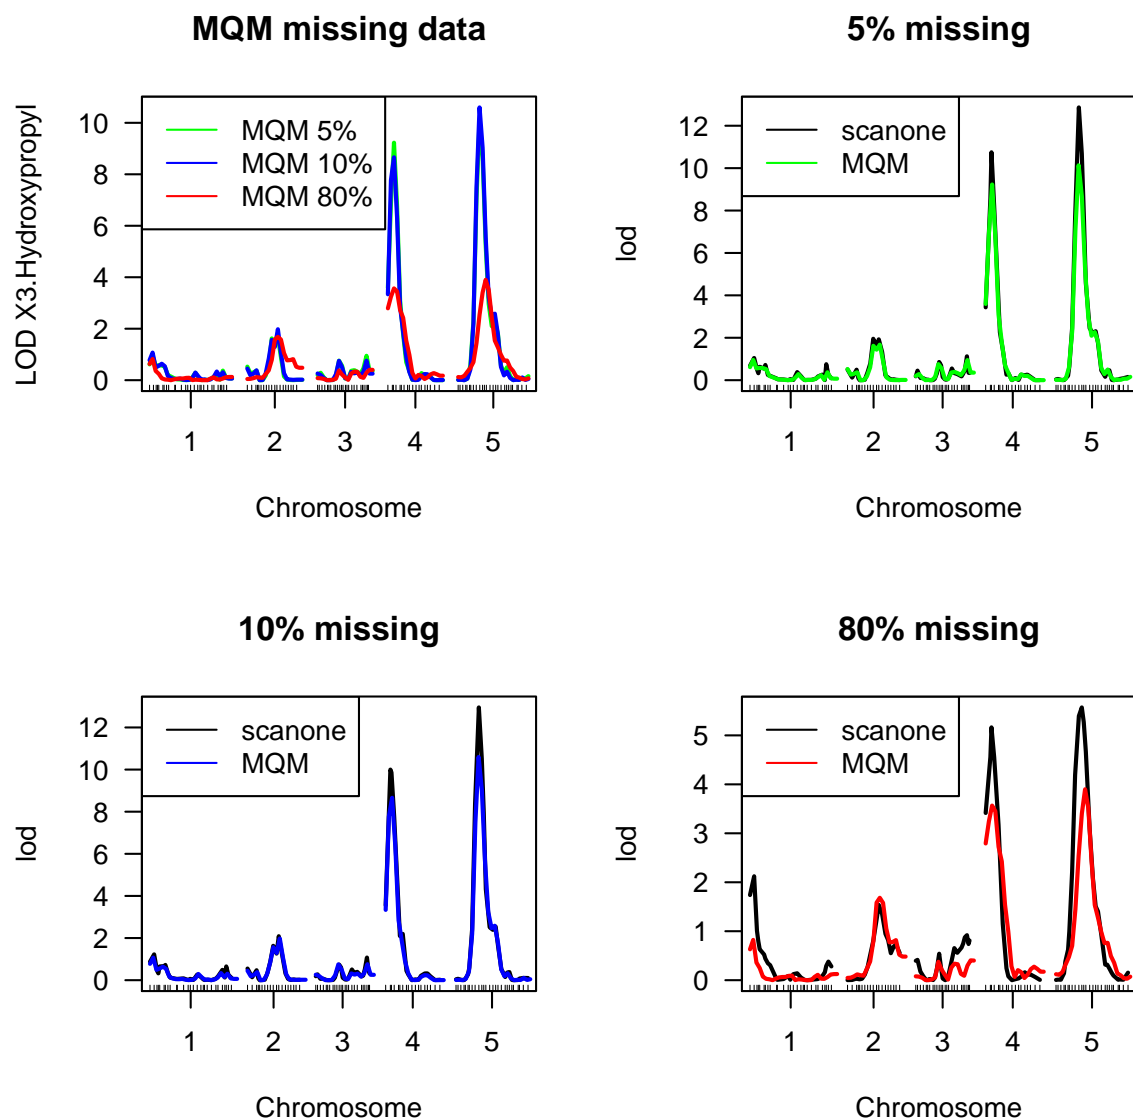 MQM missing data
LOD X3.Hydroxypropyl
10
8
6
4
2
0
MQM 5%
MQM 10%
MQM 80%
1 2 3 4 5
Chromosome
5% missing
lod
12
10
8
6
4
2
0
scanone
MQM
1 2 3 4 5
Chromosome
10% missing
lod
12
10
8
6
4
2
0
scanone
MQM
1 2 3 4 5
Chromosome
80% missing
lod
5
4
3
2
1
0
scanone
MQM
1 2 3 4 5
Chromosome